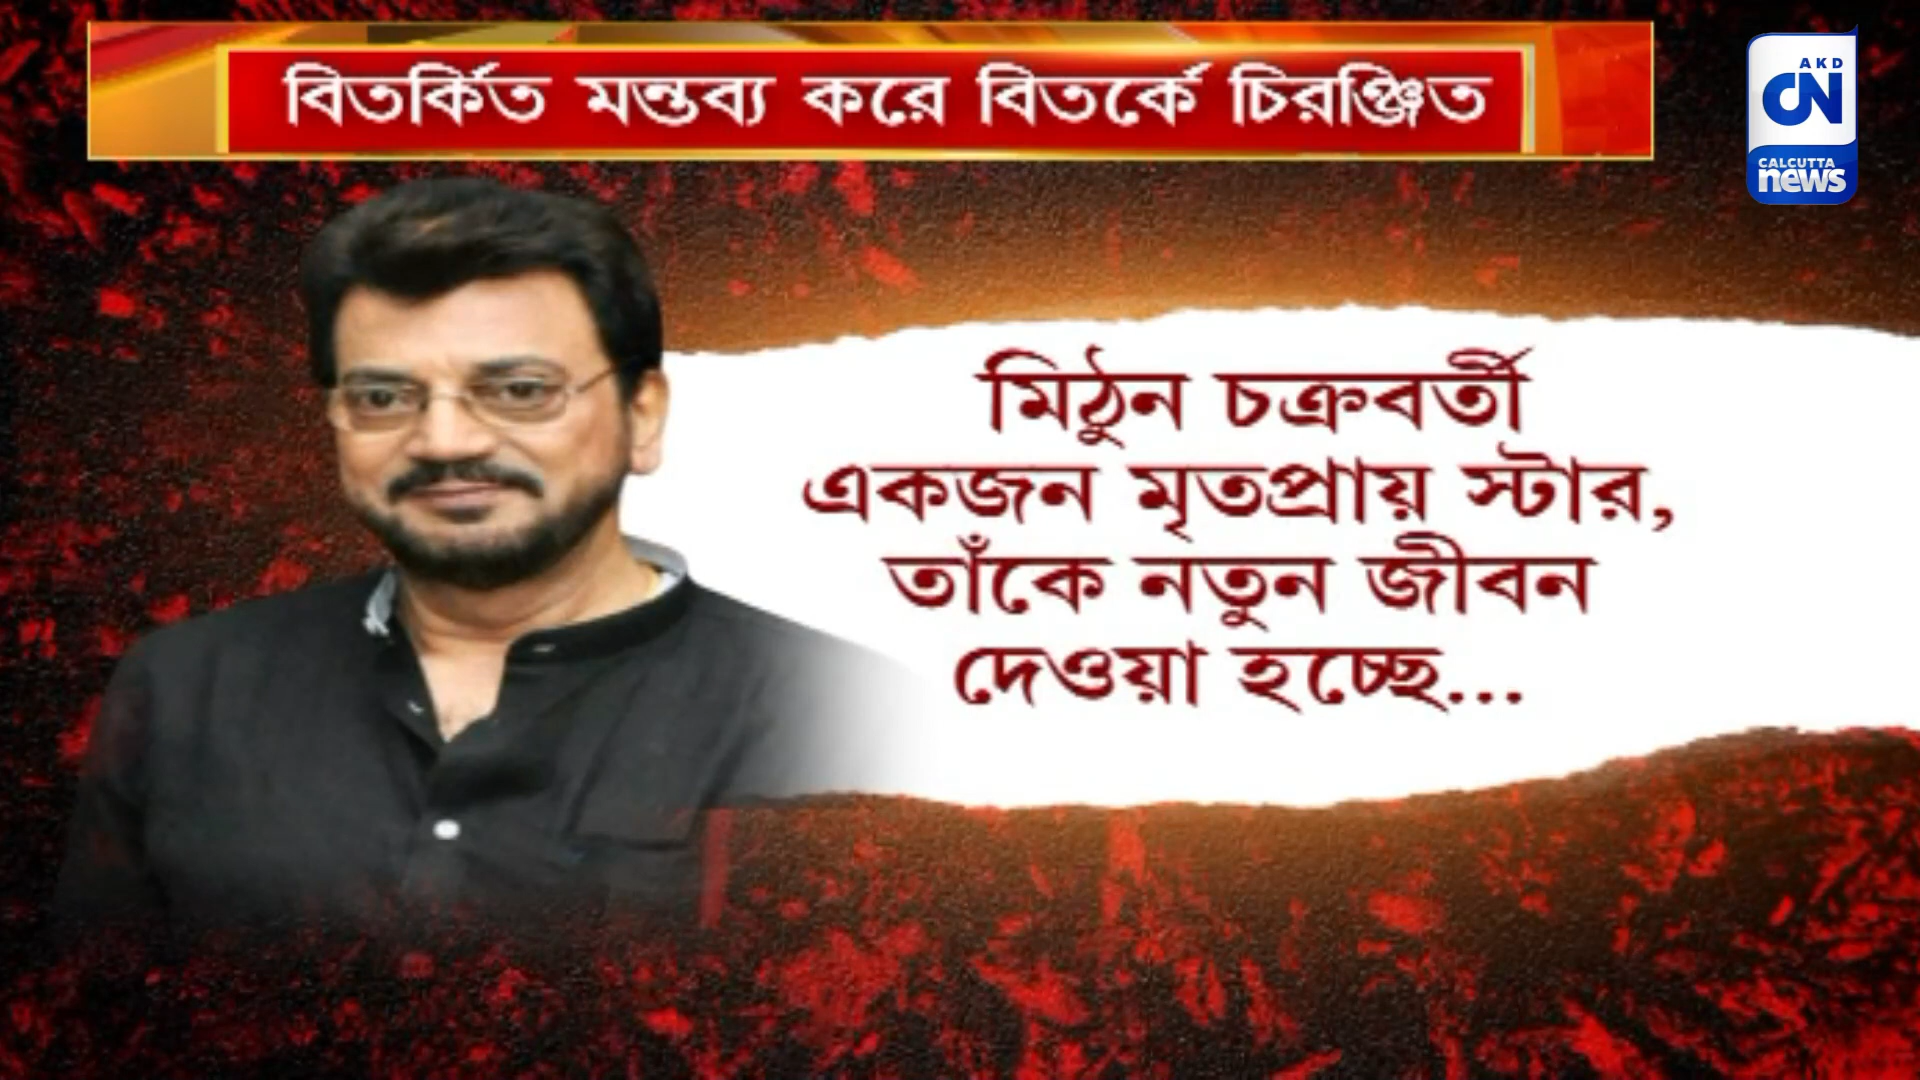 বিতর্কিত মন্তব্য করে বিতর্কে চিরঞ্জিত
AKD
CN
CALCUTTA
news
মিঠুন চক্রবর্তী
একজন মৃতপ্রায় স্টার,
তাঁকে নতুন জীবন
দেওয়া হচ্ছে...